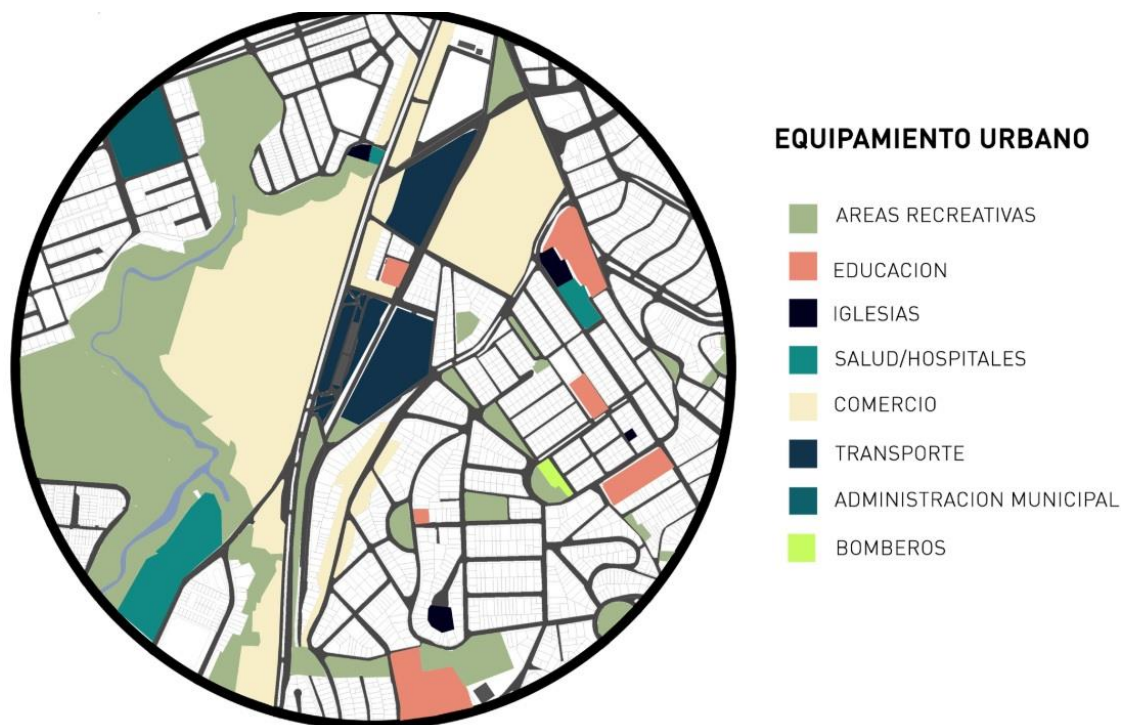 EQUIPAMIENTO URBANO
AREAS RECREATIVAS
EDUCACION
IGLESIAS
SALUD/HOSPITALES
COMERCIO
TRANSPORTE
ADMINISTRACION MUNICIPAL
BOMBEROS